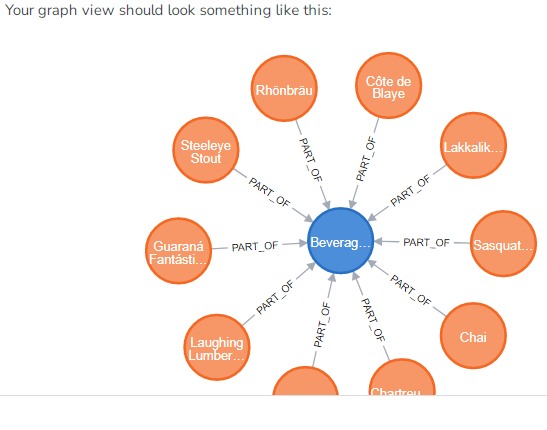 Your graph view should look something like this:
Rhönbräu
Côte de
Blaye
Steeleye
Stout
Lakkalik...
PART_OF
PART_OF
PART_OF
PART_OF
Guaraná
Fantásti...
PART_OF
Beverag...
PART_OF
Sasquat...
PART_OF
PART_OF
PART_OF
PART_OF
Laughing
Lumber...
Chai
Chartreu...